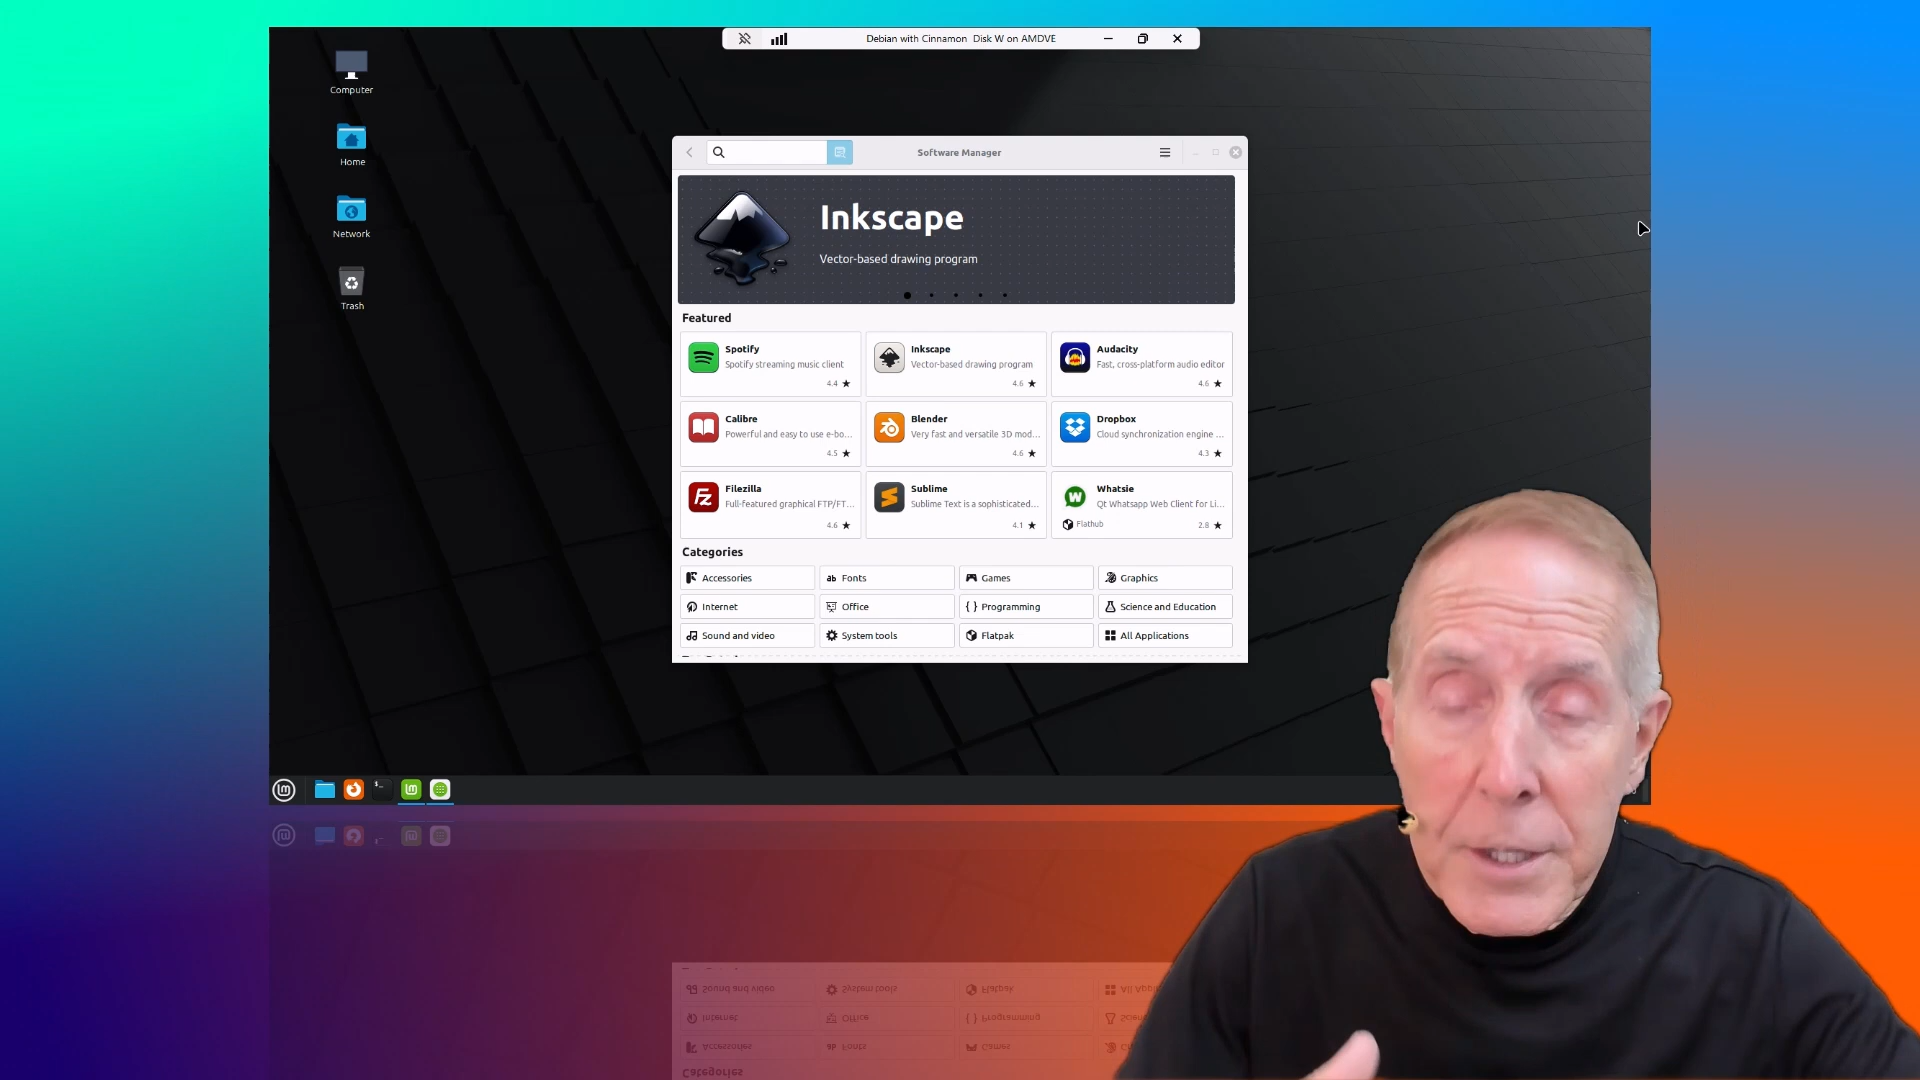 Debian with Cinnamon Disk W on AMDVE
Computer
Home
Network
Trash
Software Manager
Inkscape
Vector-based drawing program
Featured
Spotify
Spotify streaming music client
4.4 ★
Inkscape
Vector-based drawing program
4.6 ★
Audacity
Fast, cross-platform audio editor
4.6 ★
Calibre
Powerful and easy to use e-bo...
4.5 ★
Blender
Very fast and versatile 3D mod...
4.6 ★
Dropbox
Cloud synchronization engine ...
4.3 ★
Filezilla
Full-featured graphical FTP/FT...
4.6 ★
Sublime
Sublime Text is a sophisticated...
4.1 ★
Whatsie
Qt Whatsapp Web Client for Li...
Flathub
2.8 ★
Categories
Accessories
Fonts
Games
Graphics
Internet
Office
Programming
Science and Education
Sound and video
System tools
Flatpak
All Applications